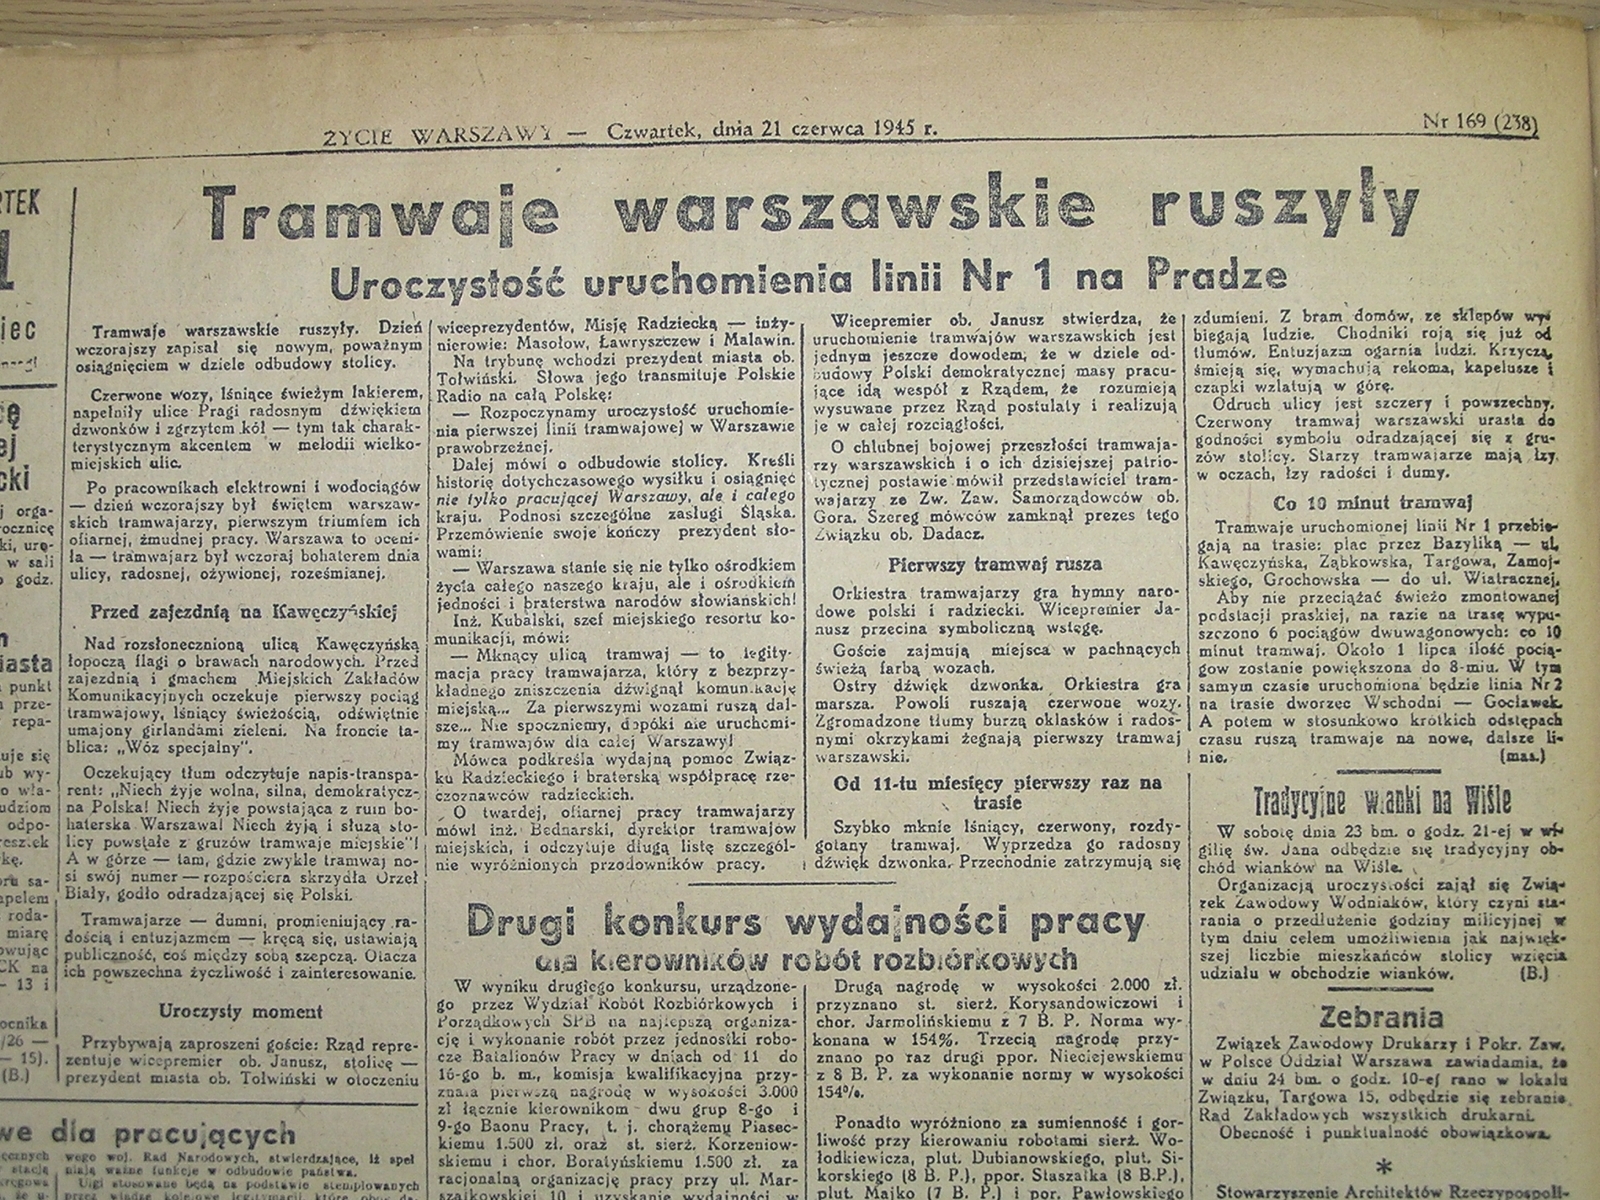 ŻYCIE WARSZAWY — Czwartek, dnia 21 czerwca 1945 r.
Nr 169 (238)
Tramwaje warszawskie ruszyły
Uroczystość uruchomienia linii Nr 1 na Pradze
Tramwaje warszawskie ruszyły. Dzień
wczorajszy zapisał się nowym, poważnym
osiągnięciem w dziele odbudowy stolicy.
Czerwone wozy, lśniące świeżym lakierem,
napełniły ulice Pragi radosnym dźwiękiem
dzwonków i zgrzytem kół — tym tak charak-
terystycznym akcentem w melodii wielko-
miejskich ulic.
Po pracownikach elektrowni i wodociągów
— dzień wczorajszy był świętem warszaw-
skich tramwajarzy, pierwszym triumfem ich
ofiarnej, żmudnej pracy. Warszawa to oceni-
ła — tramwajarz był wczoraj bohaterem dnia
ulicy, radosnej, ożywionej, roześmianej.
Przed zajezdnią na Kawęczyńskiej
Nad rozsłonecznioną ulicą Kawęczyńską
łopoczą flagi o brawach narodowych. Przed
zajezdnią i gmachem Miejskich Zakładów
Komunikacyjnych oczekuje pierwszy pociąg
tramwajowy, lśniący świeżością, odświętnie
umajony girlandami zieleni. Na froncie ta-
blica: „Wóz specjalny".
Oczekujący tłum odczytuje napis-transpa-
rent: „Niech żyje wolna, silna, demokratycz-
na Polska! Niech żyje powstająca z ruin bo-
haterska Warszawa! Niech żyją i służą sto-
licy powstałe z gruzów tramwaje miejskie"!
A w górze — tam, gdzie zwykle tramwaj no-
si swój numer — rozpościera skrzydła Orzeł
Biały, godło odradzającej się Polski.
Tramwajarze — dumni, promieniujący ra-
dością i entuzjazmem — kręcą się, ustawiają
publiczność, coś między sobą szepczą. Otacza
ich powszechna życzliwość i zainteresowanie.
Uroczysty moment
Przybywają zaproszeni goście: Rząd repre-
zentuje wicepremier ob. Janusz, stolicę —
prezydent miasta ob. Tołwiński w otoczeniu
wiceprezydentów, Misję Radziecką — inży-
nierowie: Masołow, Ławryszczew i Malawin.
Na trybunę wchodzi prezydent miasta ob.
Tołwiński. Słowa jego transmituje Polskie
Radio na całą Polskę:
— Rozpoczynamy uroczystość uruchomie-
nia pierwszej linii tramwajowej w Warszawie
prawobrzeżnej.
Dalej mówi o odbudowie stolicy. Kreśli
historię dotychczasowego wysiłku i osiągnięć
nie tylko pracującej Warszawy, ale i całego
kraju. Podnosi szczególne zasługi Śląska.
Przemówienie swoje kończy prezydent sło-
wami:
— Warszawa stanie się nie tylko ośrodkiem
życia całego naszego kraju, ale i ośrodkiem
jedności i braterstwa narodów słowiańskich!
Inż. Kubalski, szef miejskiego resortu ko-
munikacji, mówi:
— Mknący ulicą tramwaj — to legity-
macja pracy tramwajarza, który z bezprzy-
kładnego zniszczenia dźwignął komunikację
miejską... Za pierwszymi wozami ruszą dal-
sze... Nie spoczniemy, dopóki nie uruchomi-
my tramwajów dla całej Warszawy!
Mówca podkreśla wydajną pomoc Związ-
ku Radzieckiego i braterską współpracę rze-
czoznawców radzieckich.
O twardej, ofiarnej pracy tramwajarzy
mówi inż. Bednarski, dyrektor tramwajów
miejskich, i odczytuje długą listę szczegól-
nie wyróżnionych przodowników pracy.
Wicepremier ob. Janusz stwierdza, że
uruchomienie tramwajów warszawskich jest
jednym jeszcze dowodem, że w dziele od-
budowy Polski demokratycznej masy pracu-
jące idą wespół z Rządem, że rozumieją
wysuwane przez Rząd postulaty i realizują
je w całej rozciągłości.
O chlubnej bojowej przeszłości tramwaja-
rzy warszawskich i o ich dzisiejszej patrio-
tycznej postawie mówił przedstawiciel tram-
wajarzy ze Zw. Zaw. Samorządowców ob.
Gora. Szereg mówców zamknął prezes tego
Związku ob. Dadacz.
Pierwszy tramwaj rusza
Orkiestra tramwajarzy gra hymny naro-
dowe polski i radziecki. Wicepremier Ja-
nusz przecina symboliczną wstęgę.
Goście zajmują miejsca w pachnących
świeżą farbą wozach.
Ostry dźwięk dzwonka. Orkiestra gra
marsza. Powoli ruszają czerwone wozy.
Zgromadzone tłumy burzą oklasków i rados-
nymi okrzykami żegnają pierwszy tramwaj
warszawski.
Od 11-tu miesięcy pierwszy raz na
trasie
Szybko mknie lśniący, czerwony, rozdy-
gotany tramwaj. Wyprzedza go radosny
dźwięk dzwonka. Przechodnie zatrzymują się
zdumieni. Z bram domów, ze sklepów wy-
biegają ludzie. Chodniki roją się już od
tłumów. Entuzjazm ogarnia ludzi. Krzyczą,
śmieją się, wymachują rekoma, kapelusze i
czapki wzlatują w górę.
Odruch ulicy jest szczery i powszechny.
Czerwony tramwaj warszawski urasta do
godności symbolu odradzającej się z gru-
zów stolicy. Starzy tramwajarze mają łzy
w oczach, łzy radości i dumy.
Co 10 minut tramwaj
Tramwaje uruchomionej linii Nr 1 przebie-
gają na trasie: plac przez Bazyliką — ul.
Kawęczyńska, Ząbkowska, Targowa, Zamoj-
skiego, Grochowska — do ul. Wiatracznej.
Aby nie przeciążać świeżo zmontowanej
podstacji praskiej, na razie na trasę wypu-
szczono 6 pociągów dwuwagonowych: co 10
minut tramwaj. Około 1 lipca ilość pocią-
gow zostanie powiększona do 8-miu. W tym
samym czasie uruchomiona będzie linia Nr 2
na trasie dworzec Wschodni — Gocławek.
A potem w stosunkowo krótkich odstępach
czasu ruszą tramwaje na nowe, dalsze li-
nie. (mas.)
Tradycyjne wianki na Wiśle
W sobotę dnia 23 bm. o godz. 21-ej w wi-
gilię św. Jana odbędzie się tradycyjny ob-
chód wianków na Wiśle.
Organizacją uroczystości zajął się Zwią-
zek Zawodowy Wodniaków, który czyni sta-
rania o przedłużenie godziny milicyjnej w
tym dniu celem umożliwienia jak najwięk-
szej liczbie mieszkańców stolicy wzięcia
udziału w obchodzie wianków. (B.)
Zebrania
Związek Zawodowy Drukarzy i Pokr. Zaw.
w Polsce Oddział Warszawa zawiadamia, że
w dniu 24 bm. o godz. 10-ej rano w lokalu
Związku, Targowa 15, odbędzie się zebranie
Rad Zakładowych wszystkich drukarni.
Obecność i punktualność obowiązkowa.
*
Stowarzyszenie Architektów Rzeczypospoli-
Drugi konkurs wydajności pracy
dla kierowników robót rozbiórkowych
W wyniku drugiego konkursu, urządzone-
go przez Wydział Robót Rozbiórkowych i
Porządkowych SPB na najlepszą organiza-
cję i wykonanie robót przez jednostki robo-
cze Batalionów Pracy w dniach od 11 do
16-go b. m., komisja kwalifikacyjna przy-
znała pierwszą nagrodę w wysokości 3.000
zł łącznie kierownikom dwu grup 8-go i
9-go Baonu Pracy, t. j. chorążemu Piasec-
kiemu 1.500 zł. oraz st. sierż. Korzeniow-
skiemu i chor. Boratyńskiemu 1.500 zł. za
racjonalną organizację pracy przy ul. Mar-
szałkowskiej 10 i uzyskanie wydajności w
Drugą nagrodę w wysokości 2.000 zł.
przyznano st. sierż. Korysandowiczowi i
chor. Jarmolińskiemu z 7 B. P. Norma wy-
konana w 154%. Trzecią nagrodę przy-
znano po raz drugi ppor. Nieciejewskiemu
z 8 B. P. za wykonanie normy w wysokości
154%.
Ponadto wyróżniono za sumienność i gor-
liwość przy kierowaniu robotami sierż. Wo-
łodkiewicza, plut. Dubianowskiego, plut. Si-
korskiego (8 B. P.), ppor. Staszałka (8 B.P.),
plut. Majko (7 B. P.) i por. Pawłowskiego
we dla pracujących
wego woj. Rad Narodowych, stwierdzające, iż speł
niają ważne funkcje w odbudowie państwa.
Ulgi stosowane będą na podstawie stemplowanych